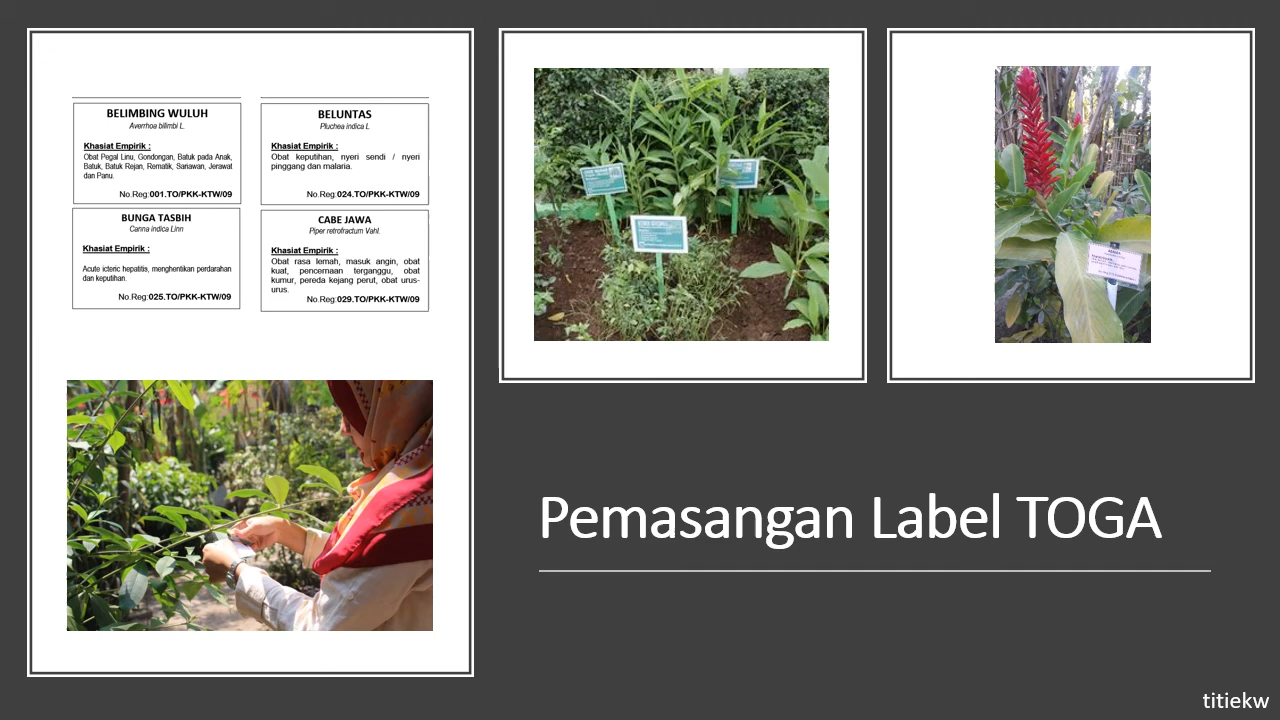 BELIMBING WULUH
Averrhoa bilimbi L.
Khasiat Empirik :
Obat Pegal Linu, Gondongan, Batuk pada Anak,
Batuk, Batuk Rejan, Rematik, Sariawan, Jerawat
dan Panu.
No.Reg:001.TO/PKK-KTW/09
BELUNTAS
Pluchea indica L
Khasiat Empirik :
Obat keputihan, nyeri sendi / nyeri
pinggang dan malaria.
No.Reg:024.TO/PKK-KTW/09
BUNGA TASBIH
Canna indica Linn
Khasiat Empirik :
Acute icteric hepatitis, menghentikan perdarahan
dan keputihan.
No.Reg:025.TO/PKK-KTW/09
CABE JAWA
Piper retrofractum Vahl.
Khasiat Empirik :
Obat rasa lemah, masuk angin, obat
kuat, pencernaan terganggu, obat
kumur, pereda kejang perut, obat urus-
urus.
No.Reg:029.TO/PKK-KTW/09
Pemasangan Label TOGA
titiekw